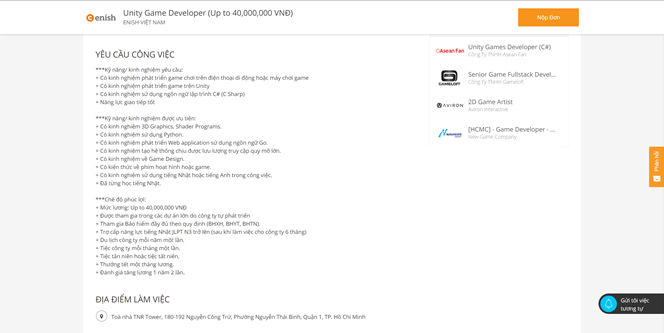 enish
Unity Game Developer (Up to 40,000,000 VNĐ)
ENISH VIỆT NAM
Nộp Đơn
YÊU CẦU CÔNG VIỆC
***Kỹ năng/ kinh nghiệm yêu cầu:
+ Có kinh nghiệm phát triển game chơi trên điện thoại di động hoặc máy chơi game
+ Có kinh nghiệm phát triển game trên Unity
+ Có kinh nghiệm sử dụng ngôn ngữ lập trình C# (C Sharp)
+ Năng lực giao tiếp tốt
***Kỹ năng/ kinh nghiệm được ưu tiên:
+ Có kinh nghiệm 3D Graphics, Shader Programs.
+ Có kinh nghiệm sử dụng Python.
+ Có kinh nghiệm phát triển Web application sử dụng ngôn ngữ Go.
+ Có kinh nghiệm tạo hệ thống chịu được lưu lượng truy cập quy mô lớn.
+ Có kinh nghiệm về Game Design.
+ Có kiến thức về phim hoạt hình hoặc game.
+ Có kinh nghiệm sử dụng tiếng Nhật hoặc tiếng Anh trong công việc.
+ Đã từng học tiếng Nhật.
***Chế độ phúc lợi:
+ Mức lương: Up to 40,000,000 VNĐ
+ Được tham gia trong các dự án lớn do công ty tự phát triển
+ Tham gia Bảo hiểm đầy đủ theo quy định (BHXH, BHYT, BHTN).
+ Trợ cấp năng lực tiếng Nhật JLPT N3 trở lên (sau khi làm việc cho công ty 6 tháng)
+ Du lịch công ty mỗi năm một lần.
+ Tiệc công ty mỗi tháng một lần.
+ Tiệc tân niên hoặc tiệc tất niên.
+ Thưởng tết một tháng lương.
+ Đánh giá tăng lương 1 năm 2 lần.
ĐỊA ĐIỂM LÀM VIỆC
Toà nhà TNR Tower, 180-192 Nguyễn Công Trứ, Phường Nguyễn Thái Bình, Quận 1, TP. Hồ Chí Minh
Asean Fan
Unity Games Developer (C#)
Công Ty TNHH Asean Fan
GAMELOFT
Senior Game Fullstack Devel...
Công Ty TNHH Gameloft
AVIRON
2D Game Artist
Aviron Interactive
[HCMC] - Game Developer - ...
New Game Company
Phản hồi
Gửi tôi việc
tương tự